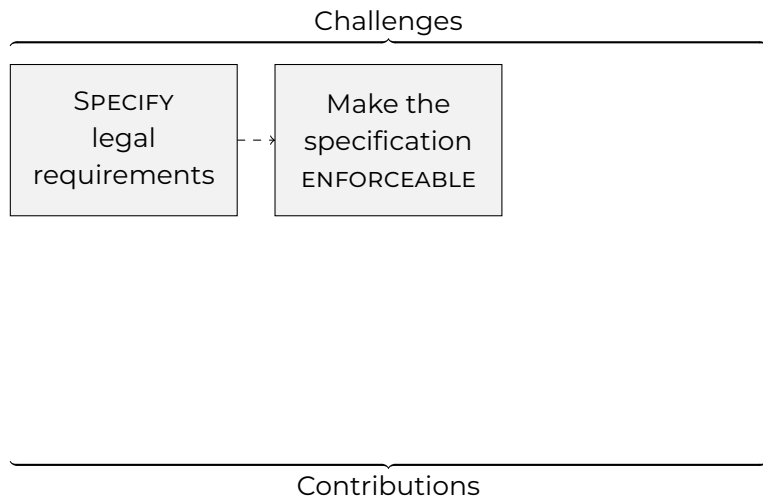 Challenges
SPECIFY
legal
requirements
Make the
specification
ENFORCEABLE
Contributions